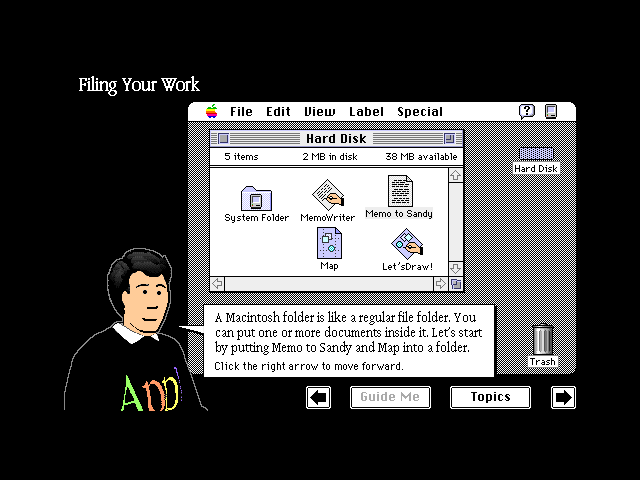 Filing Your Work
File Edit View Label Special
Hard Disk
5 items 2 MB in disk 38 MB available
Hard Disk
System Folder MemoWriter Memo to Sandy
Map Let'sDraw!
A Macintosh folder is like a regular file folder. You
can put one or more documents inside it. Let's start
by putting Memo to Sandy and Map into a folder.
Click the right arrow to move forward.
Trash
Appl
Guide Me Topics